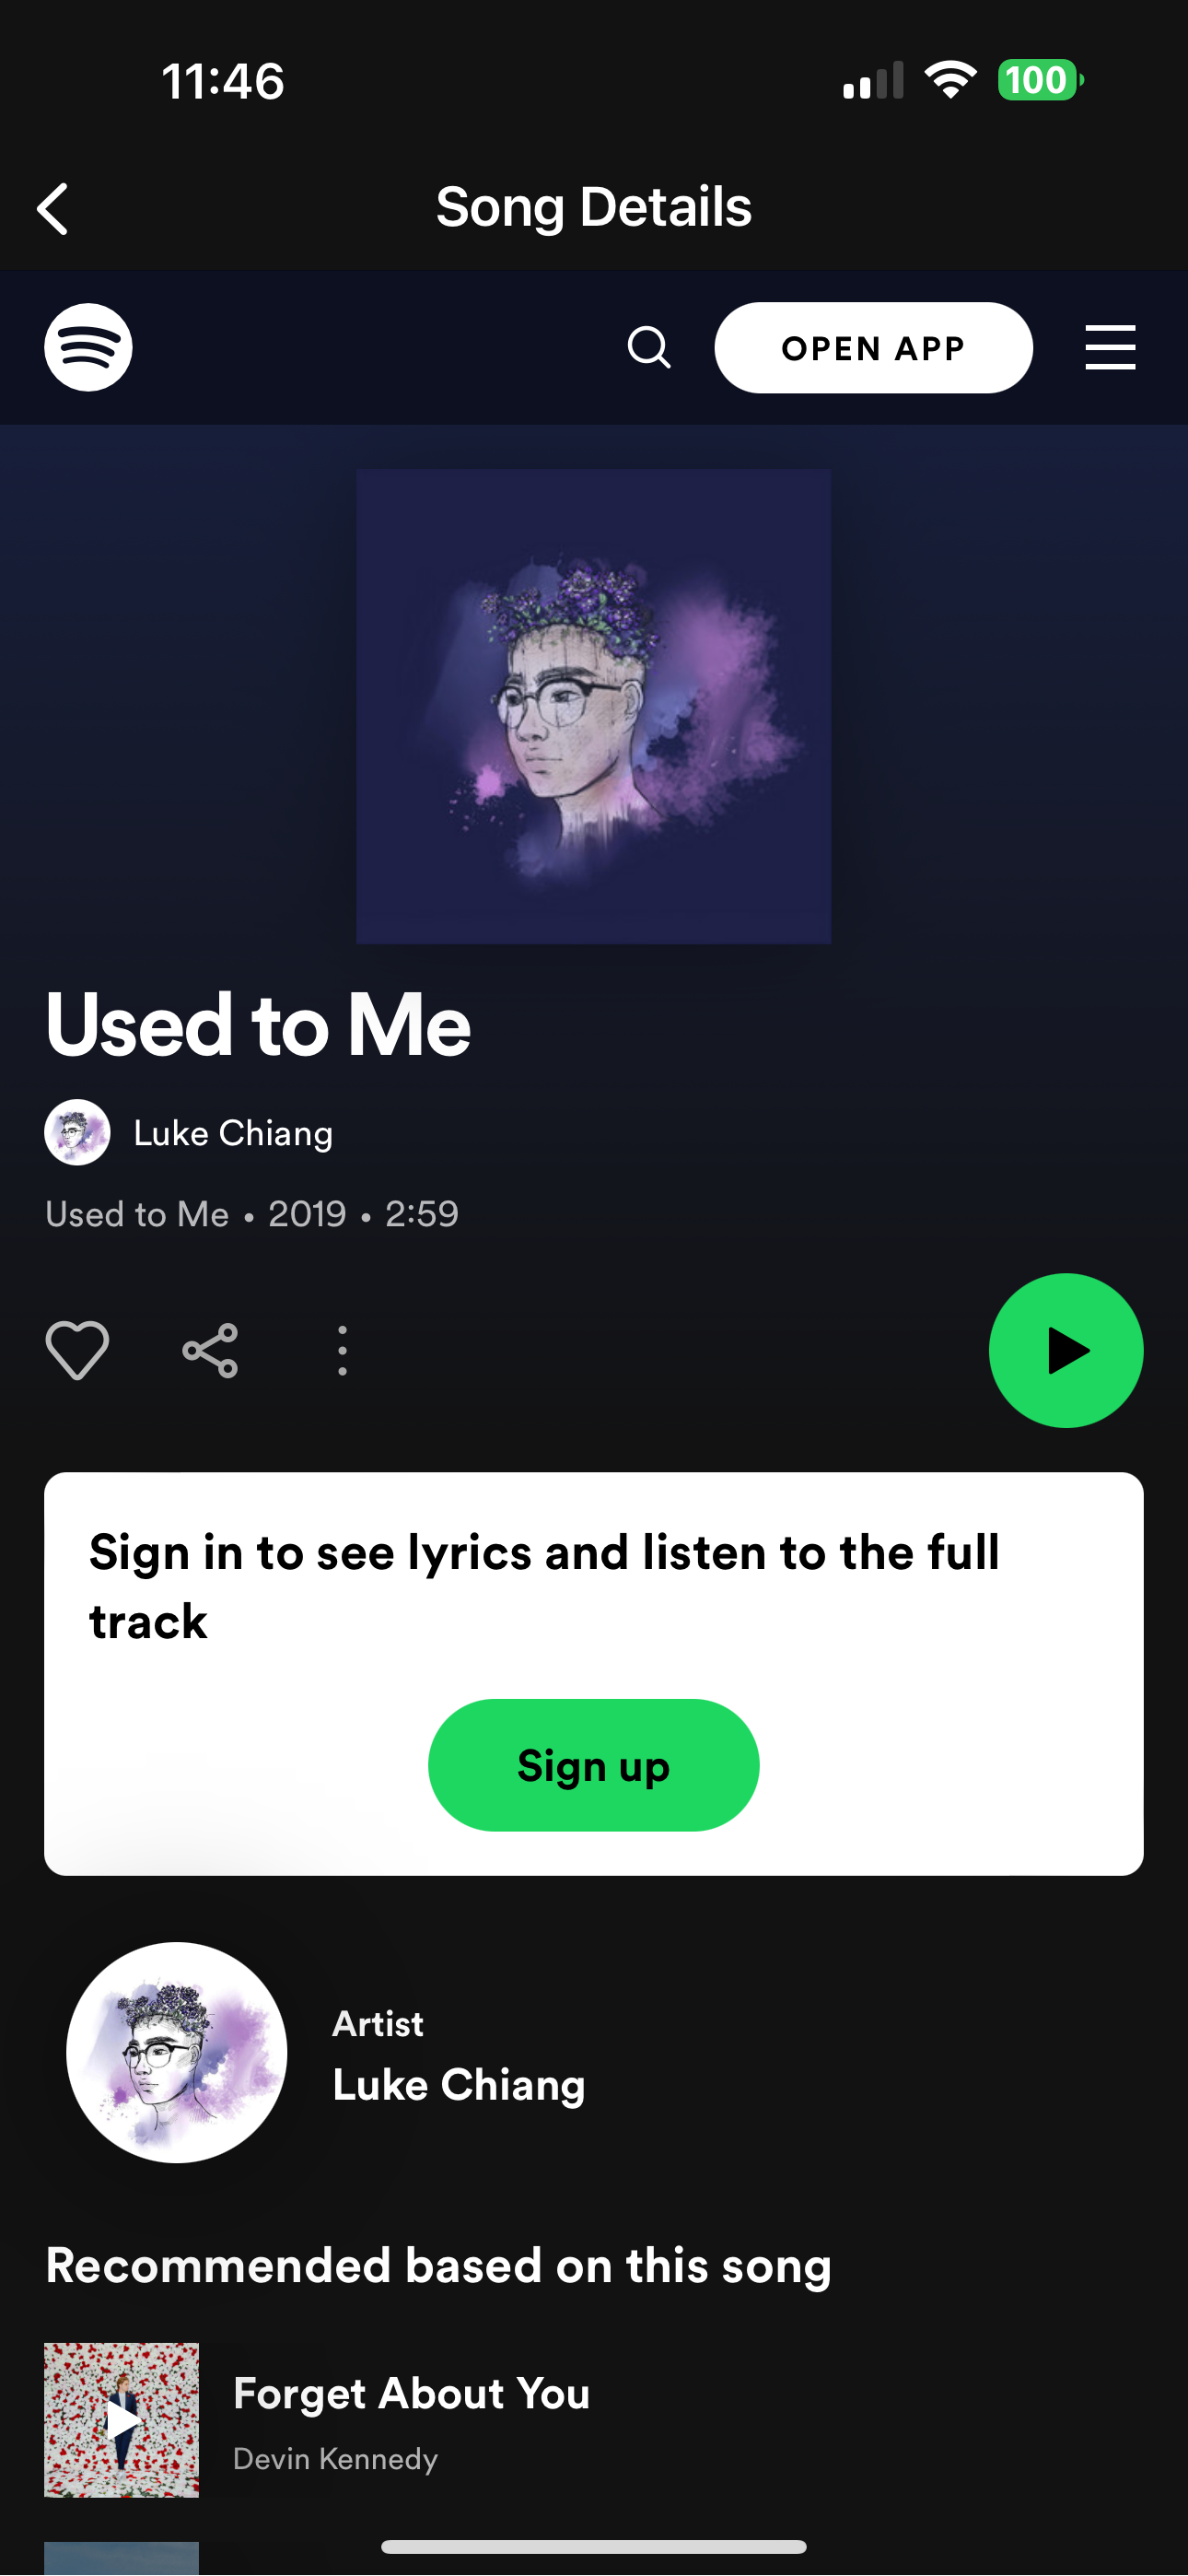 11:46
100
Song Details
OPEN APP
Used to Me
Luke Chiang
Used to Me • 2019 • 2:59
Sign in to see lyrics and listen to the full
track
Sign up
Artist
Luke Chiang
Recommended based on this song
Forget About You
Devin Kennedy